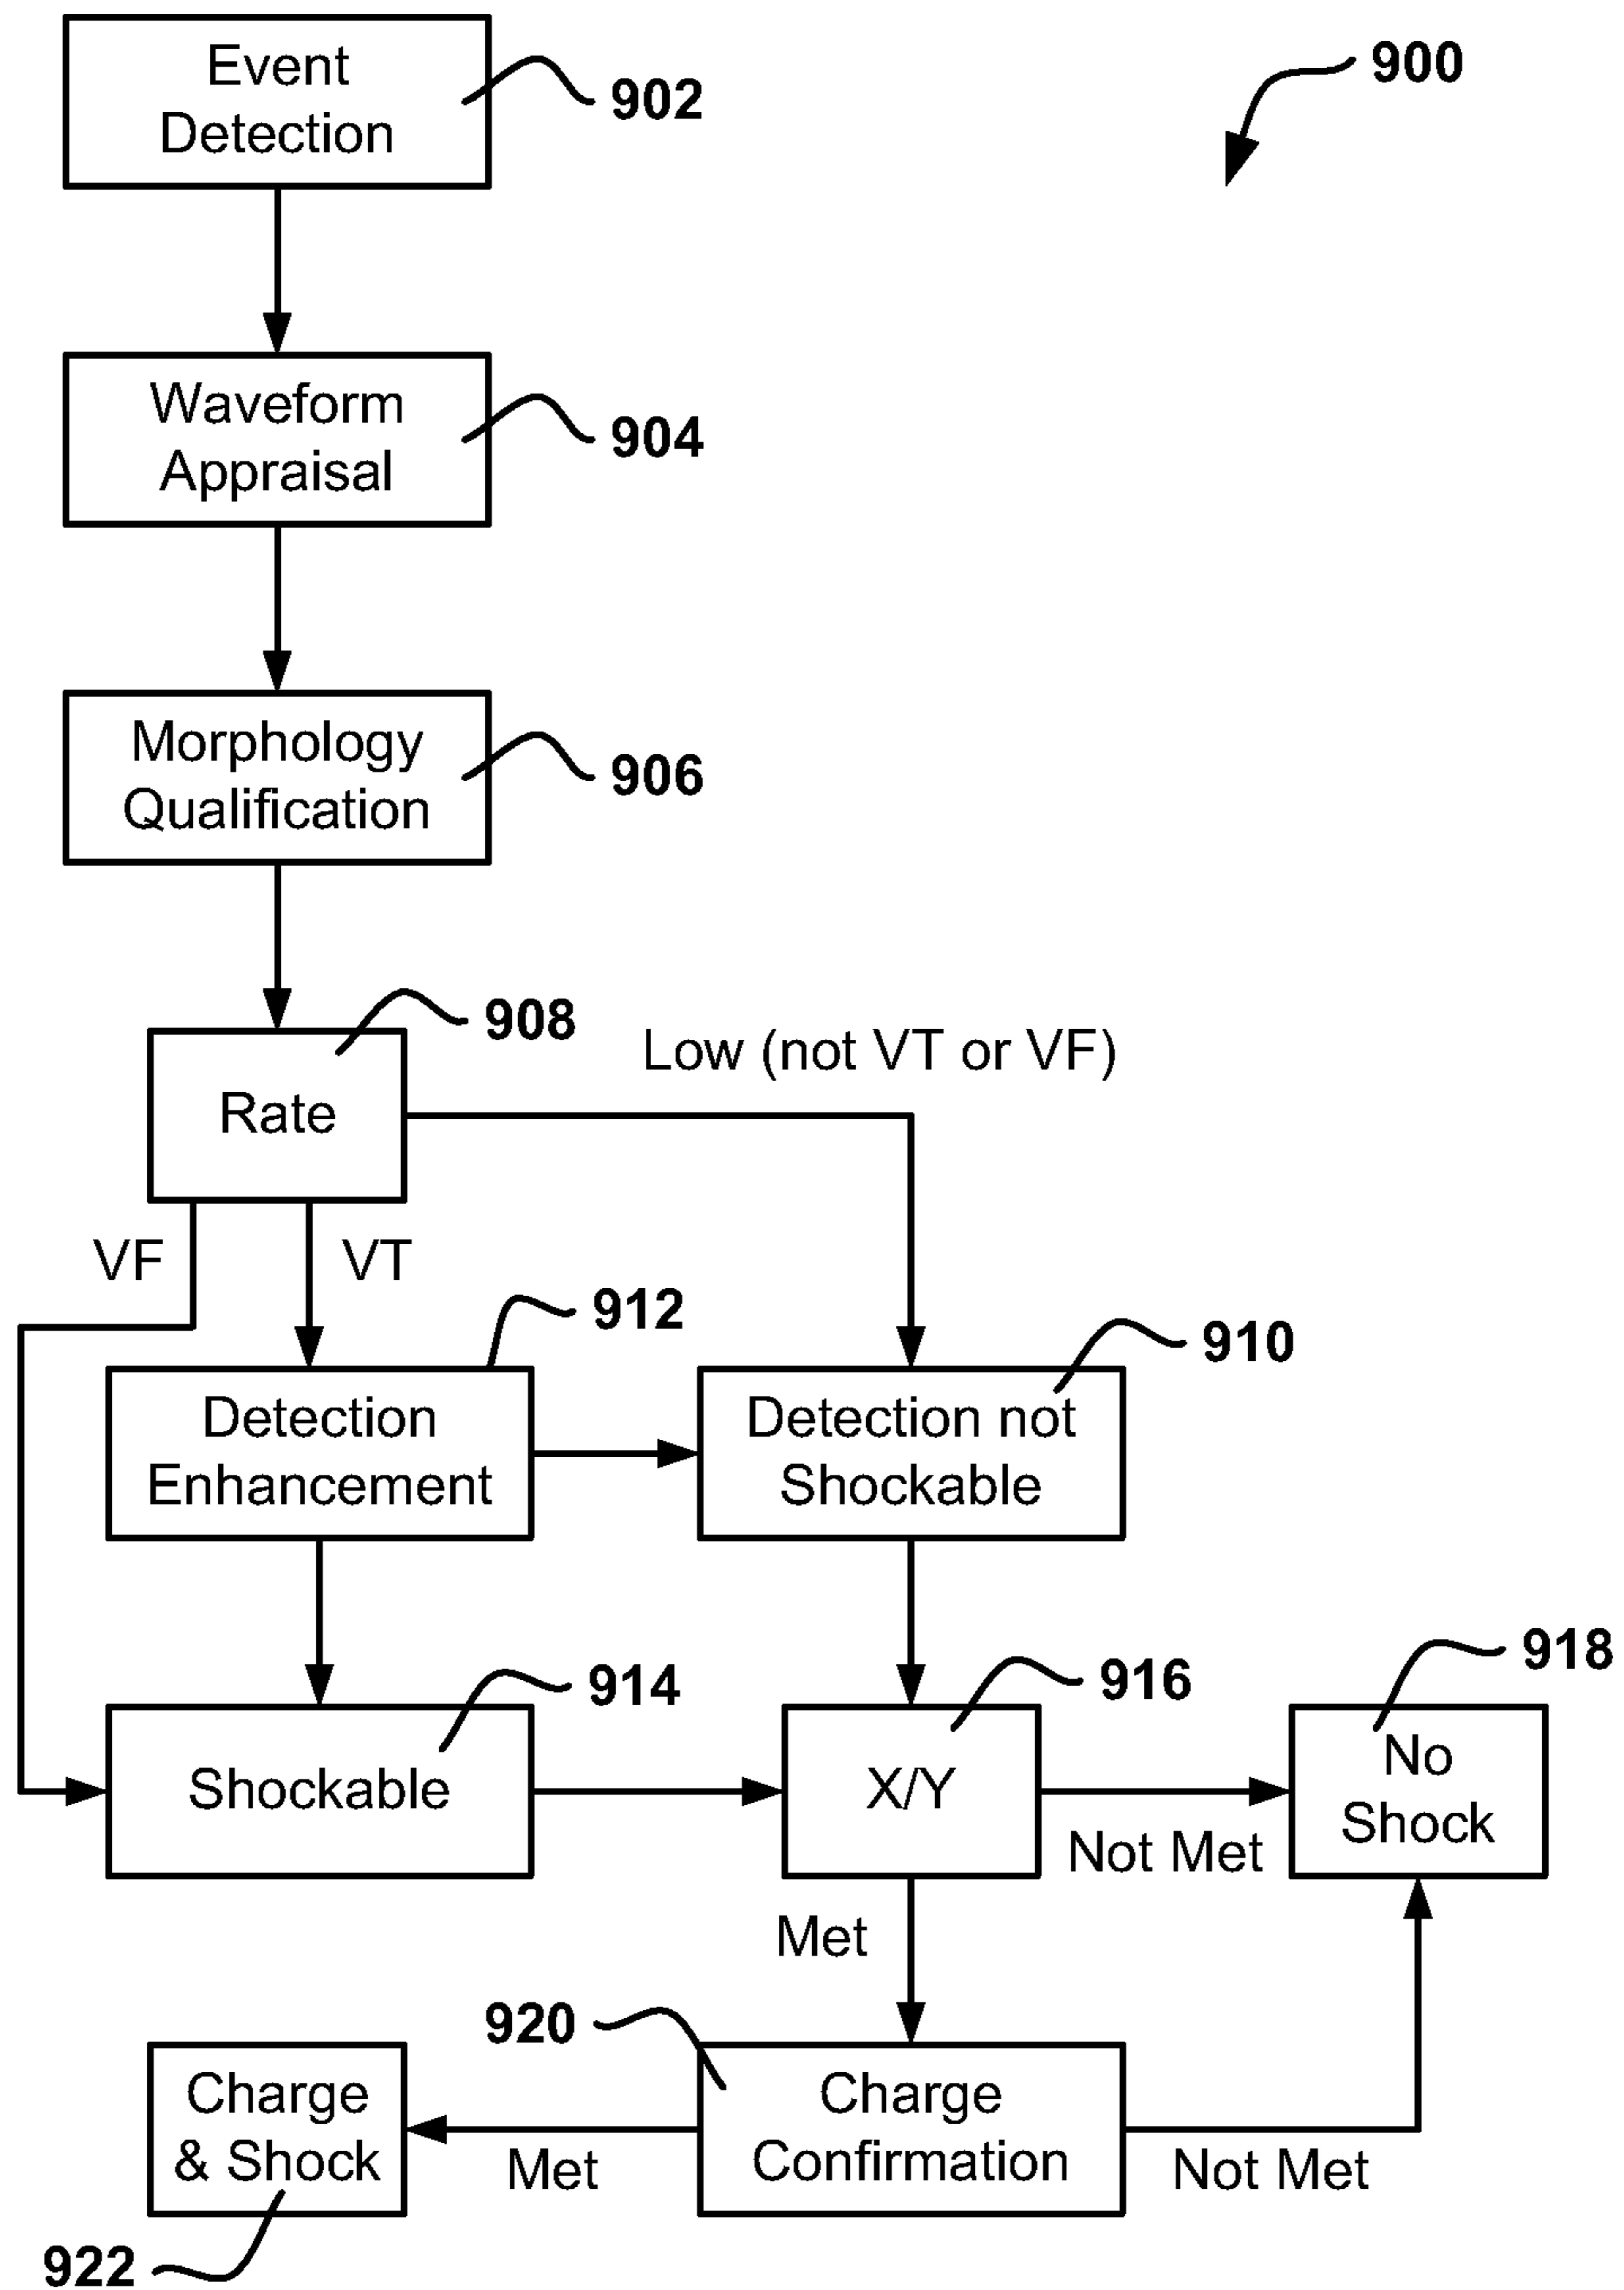 Event
Detection
902
900
Waveform
Appraisal
904
Morphology
Qualification
906
908
Low (not VT or VF)
Rate
VF
VT
912
910
Detection
Enhancement
Detection not
Shockable
914
916
918
Shockable
X/Y
No
Shock
Not Met
Met
920
Charge
& Shock
Charge
Confirmation
Met
Not Met
922